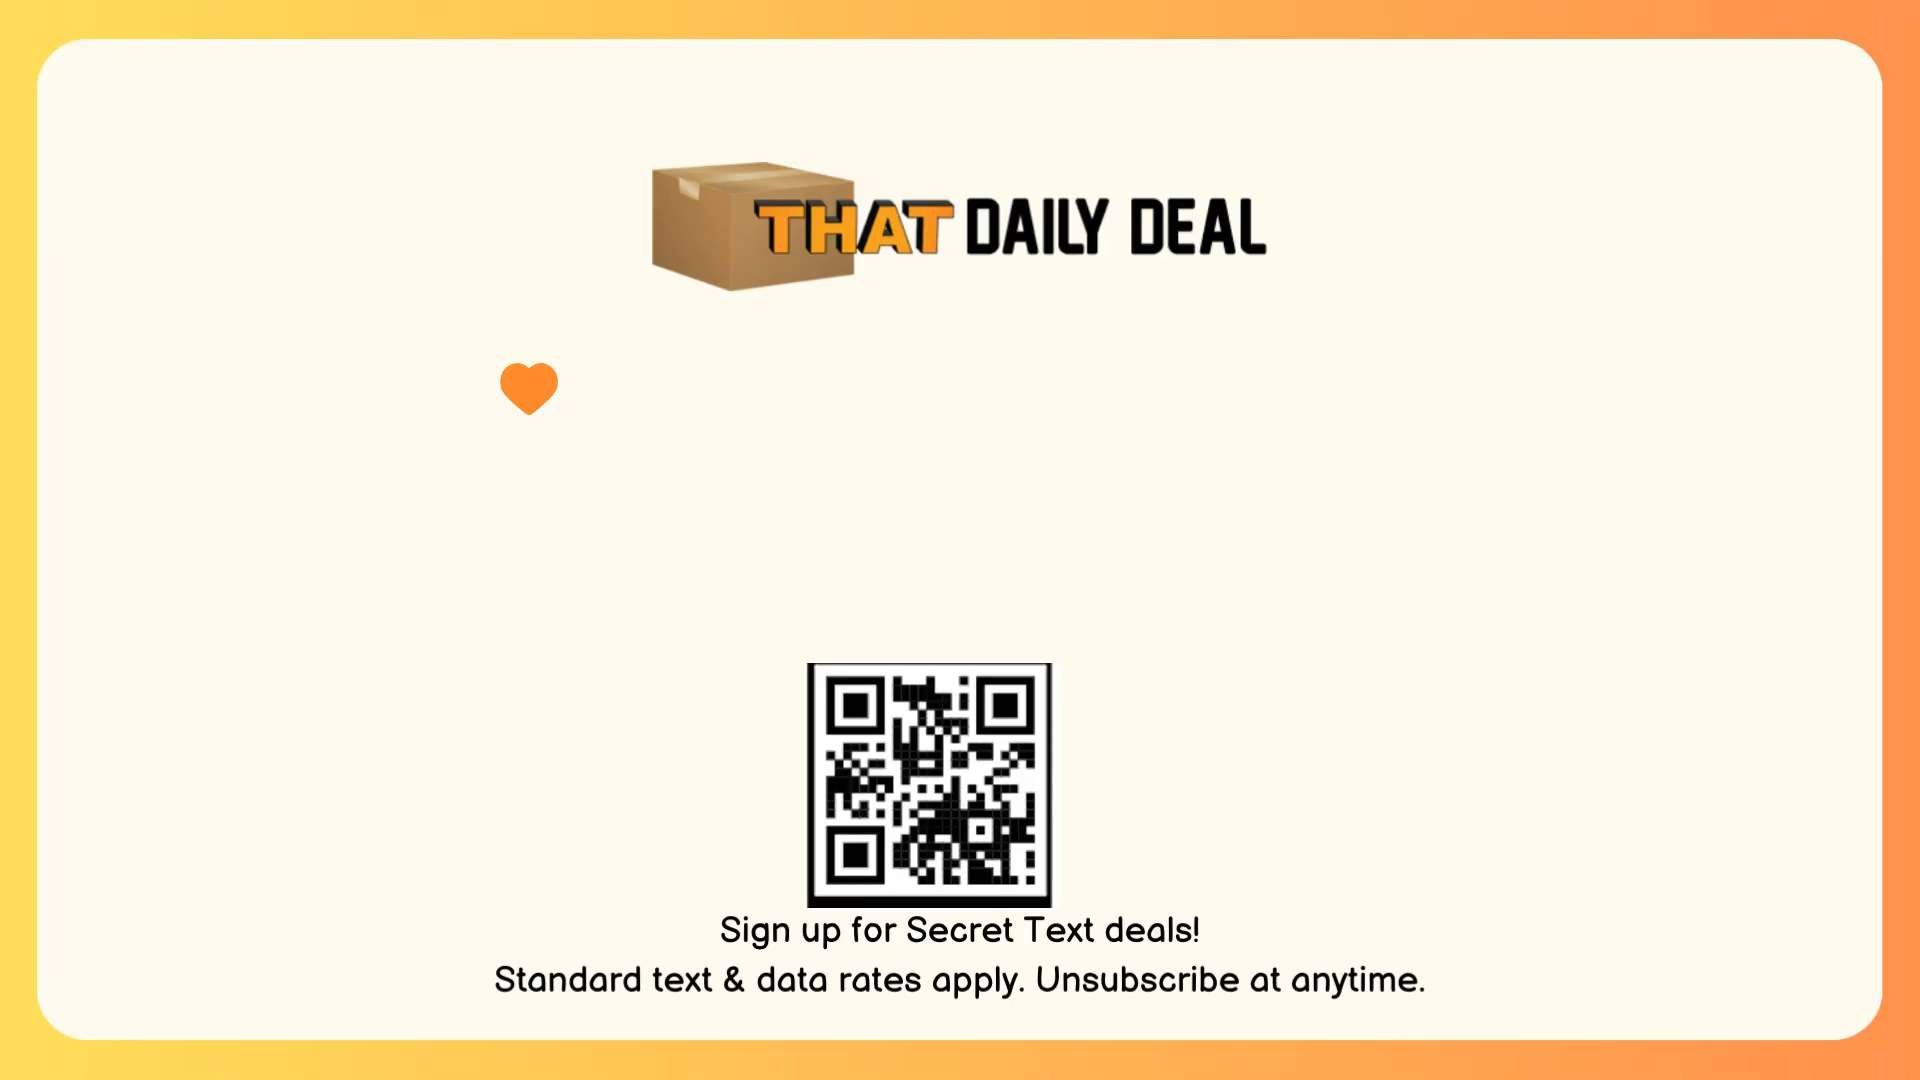 THAT DAILY DEAL
Sign up for Secret Text deals!
Standard text & data rates apply. Unsubscribe at anytime.